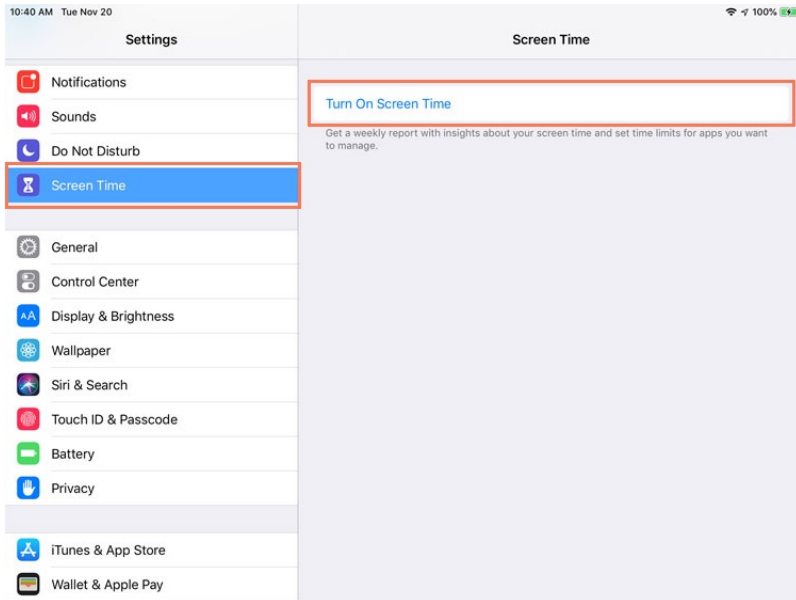 10:40 AM Tue Nov 20
100%
Settings
Notifications
Sounds
Do Not Disturb
Screen Time
General
Control Center
AA Display & Brightness
Wallpaper
Siri & Search
Touch ID & Passcode
Battery
Privacy
iTunes & App Store
Wallet & Apple Pay
Screen Time
Turn On Screen Time
Get a weekly report with insights about your screen time and set time limits for apps you want
to manage.